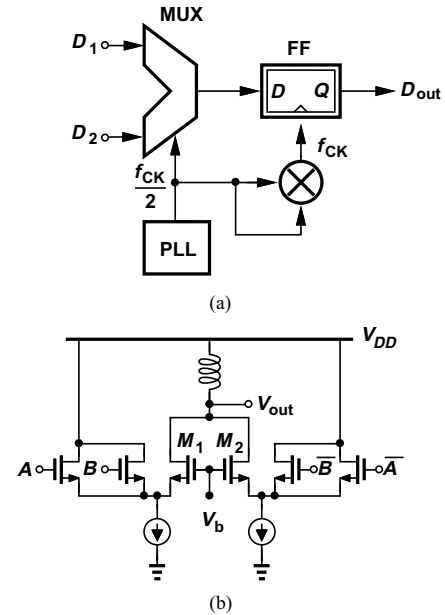 MUX
D1
D2
FF
D Q
Dout
fCK
fCK
2
PLL
(a)
VDD
Vout
M1 M2
A B B̅ A̅
Vb
(b)